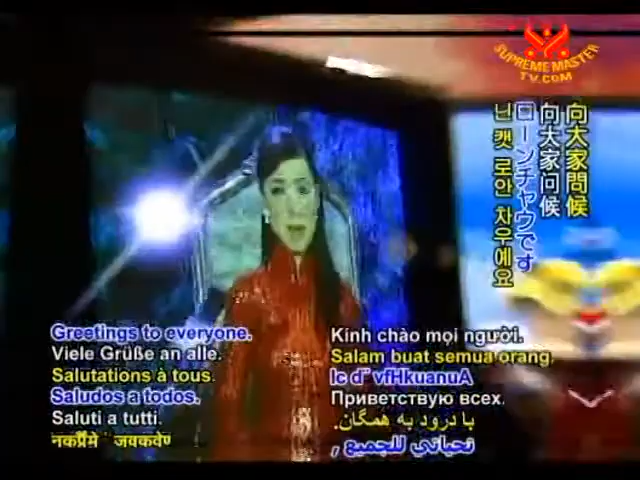 SUPREME MASTER
TV.COM
向大家問候
向大家问候
ローンチャウです
닌 캣 로안 차우에요
Greetings to everyone.
Viele Grüße an alle.
Salutations à tous.
Saludos a todos.
Saluti a tutti.
Kính chào mọi người.
Salam buat semua orang.
Ic d¨ vfHkuanuA
Приветствую всех.
با درود به همگان.
تحياتي للجميع ,